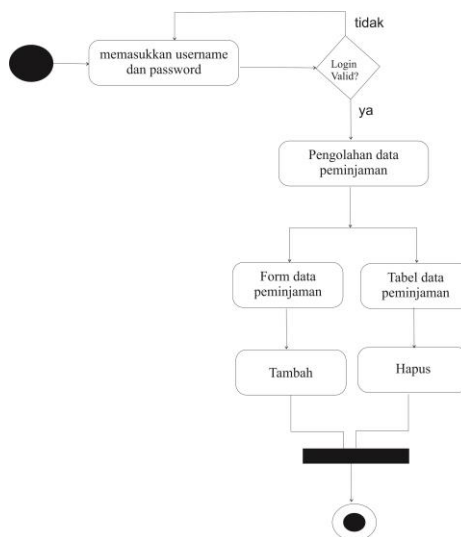 tidak
memasukkan username
dan password
Login
Valid?
ya
Pengolahan data
peminjaman
Form data
peminjaman
Tabel data
peminjaman
Tambah
Hapus